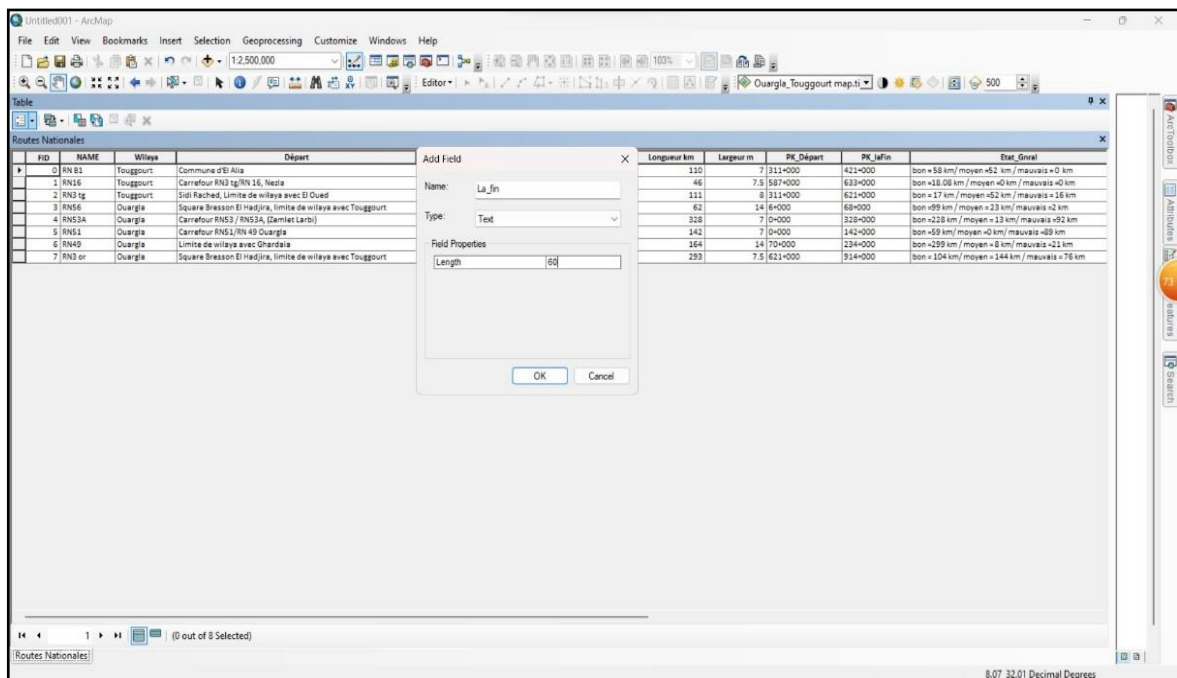 Untitled001 - ArcMap
File Edit View Bookmarks Insert Selection Geoprocessing Customize Windows Help
1:2,500,000 103%
Editor Ouargla_Touggourt map.ti 500
Table
Routes Nationales
FID NAME Wilaya Départ Longueur km Largeur m PK_Départ PK_laFin Etat_Gnral
0 RN 81 Touggourt Commune d'El Alia 110 7 311+000 421+000 bon = 58 km/ moyen =52 km/ mauvais = 0 km
1 RN16 Touggourt Carrefour RN3 tg/RN 16, Nezla 46 7.5 587+000 633+000 bon =18.08 km/ moyen =0 km/ mauvais =0 km
2 RN3 tg Touggourt Sidi Rached, Limite de wilaya avec El Oued 111 8 311+000 621+000 bon = 17 km/ moyen =52 km/ mauvais = 16 km
3 RN56 Ouargla Square Bresson El Hadjira, limite de wilaya avec Touggourt 62 14 6+000 68+000 bon =99 km/ moyen = 23 km/ mauvais =2 km
4 RN53A Ouargla Carrefour RN53 / RN53A, (Zemlet Larbi) 328 7 0+000 328+000 bon =228 km/ moyen = 13 km/ mauvais =92 km
5 RN51 Ouargla Carrefour RN51/RN 49 Ouargla 142 7 0+000 142+000 bon =59 km/ moyen =0 km/ mauvais =89 km
6 RN49 Ouargla Limite de wilaya avec Ghardaia 164 14 70+000 234+000 bon =299 km/ moyen = 8 km/ mauvais =21 km
7 RN3 or Ouargla Square Bresson El Hadjira, limite de wilaya avec Touggourt 293 7.5 621+000 914+000 bon = 104 km/ moyen = 144 km / mauvais = 76 km
Add Field
Name: La_fin
Type: Text
Field Properties
Length 60
OK Cancel
ArcToolbox
Attributes
73
eatures
Search
1 (0 out of 8 Selected)
Routes Nationales
8.07 32.01 Decimal Degrees